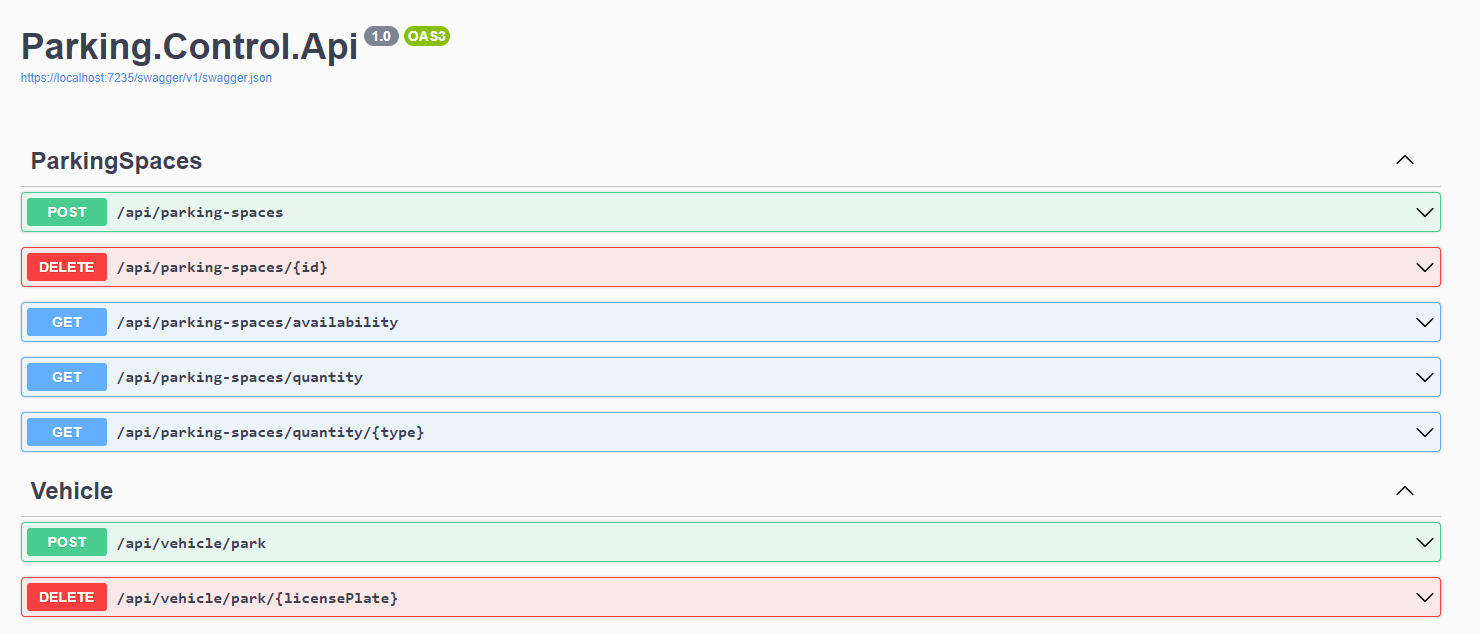 Parking.Control.Api 1.0 OAS3
https://localhost:7235/swagger/v1/swagger.json
ParkingSpaces
POST /api/parking-spaces
DELETE /api/parking-spaces/{id}
GET /api/parking-spaces/availability
GET /api/parking-spaces/quantity
GET /api/parking-spaces/quantity/{type}
Vehicle
POST /api/vehicle/park
DELETE /api/vehicle/park/{licensePlate}